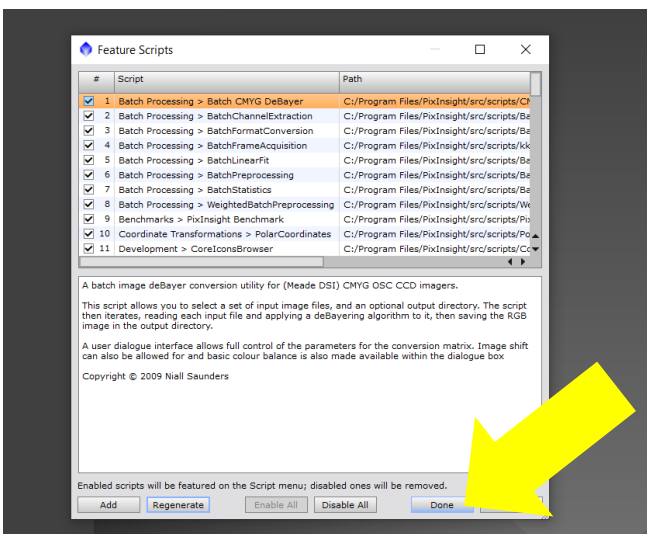 Feature Scripts
# Script Path
1 Batch Processing > Batch CMYG DeBayer C:/Program Files/PixInsight/src/scripts/CM
2 Batch Processing > BatchChannelExtraction C:/Program Files/PixInsight/src/scripts/Ba
3 Batch Processing > BatchFormatConversion C:/Program Files/PixInsight/src/scripts/Ba
4 Batch Processing > BatchFrameAcquisition C:/Program Files/PixInsight/src/scripts/kk
5 Batch Processing > BatchLinearFit C:/Program Files/PixInsight/src/scripts/Ba
6 Batch Processing > BatchPreprocessing C:/Program Files/PixInsight/src/scripts/Ba
7 Batch Processing > BatchStatistics C:/Program Files/PixInsight/src/scripts/Ba
8 Batch Processing > WeightedBatchPreprocessing C:/Program Files/PixInsight/src/scripts/We
9 Benchmarks > PixInsight Benchmark C:/Program Files/PixInsight/src/scripts/Pi
10 Coordinate Transformations > PolarCoordinates C:/Program Files/PixInsight/src/scripts/Po
11 Development > CoreIconsBrowser C:/Program Files/PixInsight/src/scripts/Co
A batch image deBayer conversion utility for (Meade DSI) CMYG OSC CCD imagers.
This script allows you to select a set of input image files, and an optional output directory. The script
then iterates, reading each input file and applying a deBayering algorithm to it, then saving the RGB
image in the output directory.
A user dialogue interface allows full control of the parameters for the conversion matrix. Image shift
can also be allowed for and basic colour balance is also made available within the dialogue box
Copyright © 2009 Niall Saunders
Enabled scripts will be featured on the Script menu; disabled ones will be removed.
Add Regenerate Enable All Disable All Done